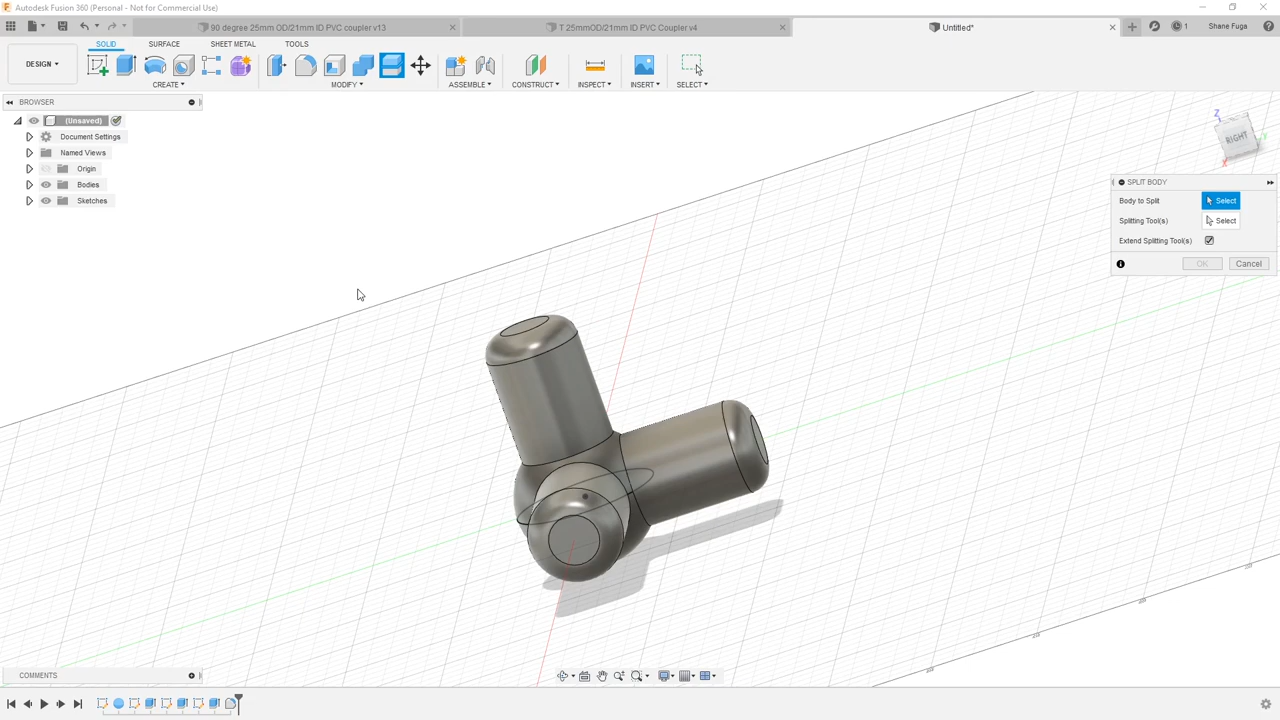 Autodesk Fusion 360 (Personal - Not for Commercial Use)
90 degree 25mm OD/21mm ID PVC coupler v13
T 25mmOD/21mm ID PVC Coupler v4
Untitled*
1
Shane Fuga
SOLID
SURFACE
SHEET METAL
TOOLS
DESIGN
CREATE
MODIFY
ASSEMBLE
CONSTRUCT
INSPECT
INSERT
SELECT
BROWSER
(Unsaved)
Document Settings
Named Views
Origin
Bodies
Sketches
Z
Y
X
RIGHT
SPLIT BODY
Body to Split Select
Splitting Tool(s) Select
Extend Splitting Tool(s)
OK Cancel
COMMENTS